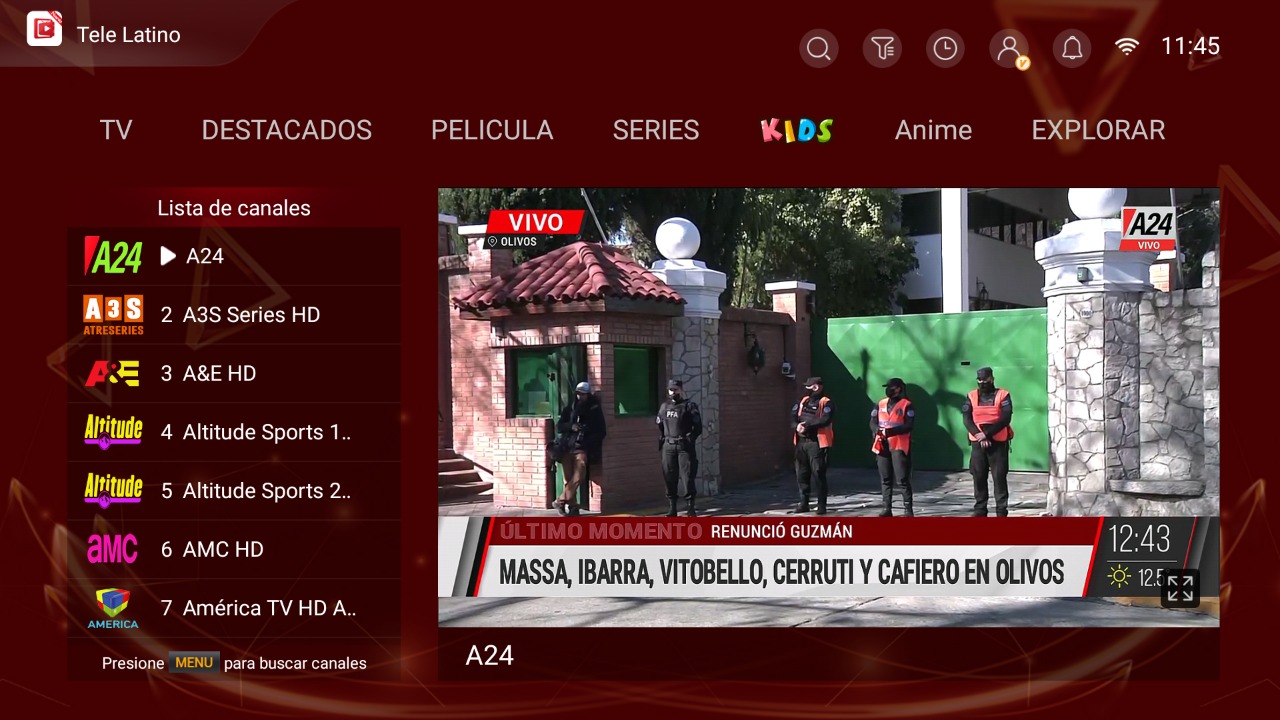 Tele Latino
11:45
TV DESTACADOS PELICULA SERIES KIDS Anime EXPLORAR
Lista de canales
A24 A24
A3S ATRESERIES 2 A3S Series HD
A&E 3 A&E HD
Altitude 4 Altitude Sports 1..
Altitude 5 Altitude Sports 2..
aMC 6 AMC HD
AMERICA 7 América TV HD A..
Presione MENU para buscar canales
VIVO
OLIVOS
A24
VIVO
PFA
ÚLTIMO MOMENTO RENUNCIÓ GUZMÁN
MASSA, IBARRA, VITOBELLO, CERRUTI Y CAFIERO EN OLIVOS
12:43
12.5
A24